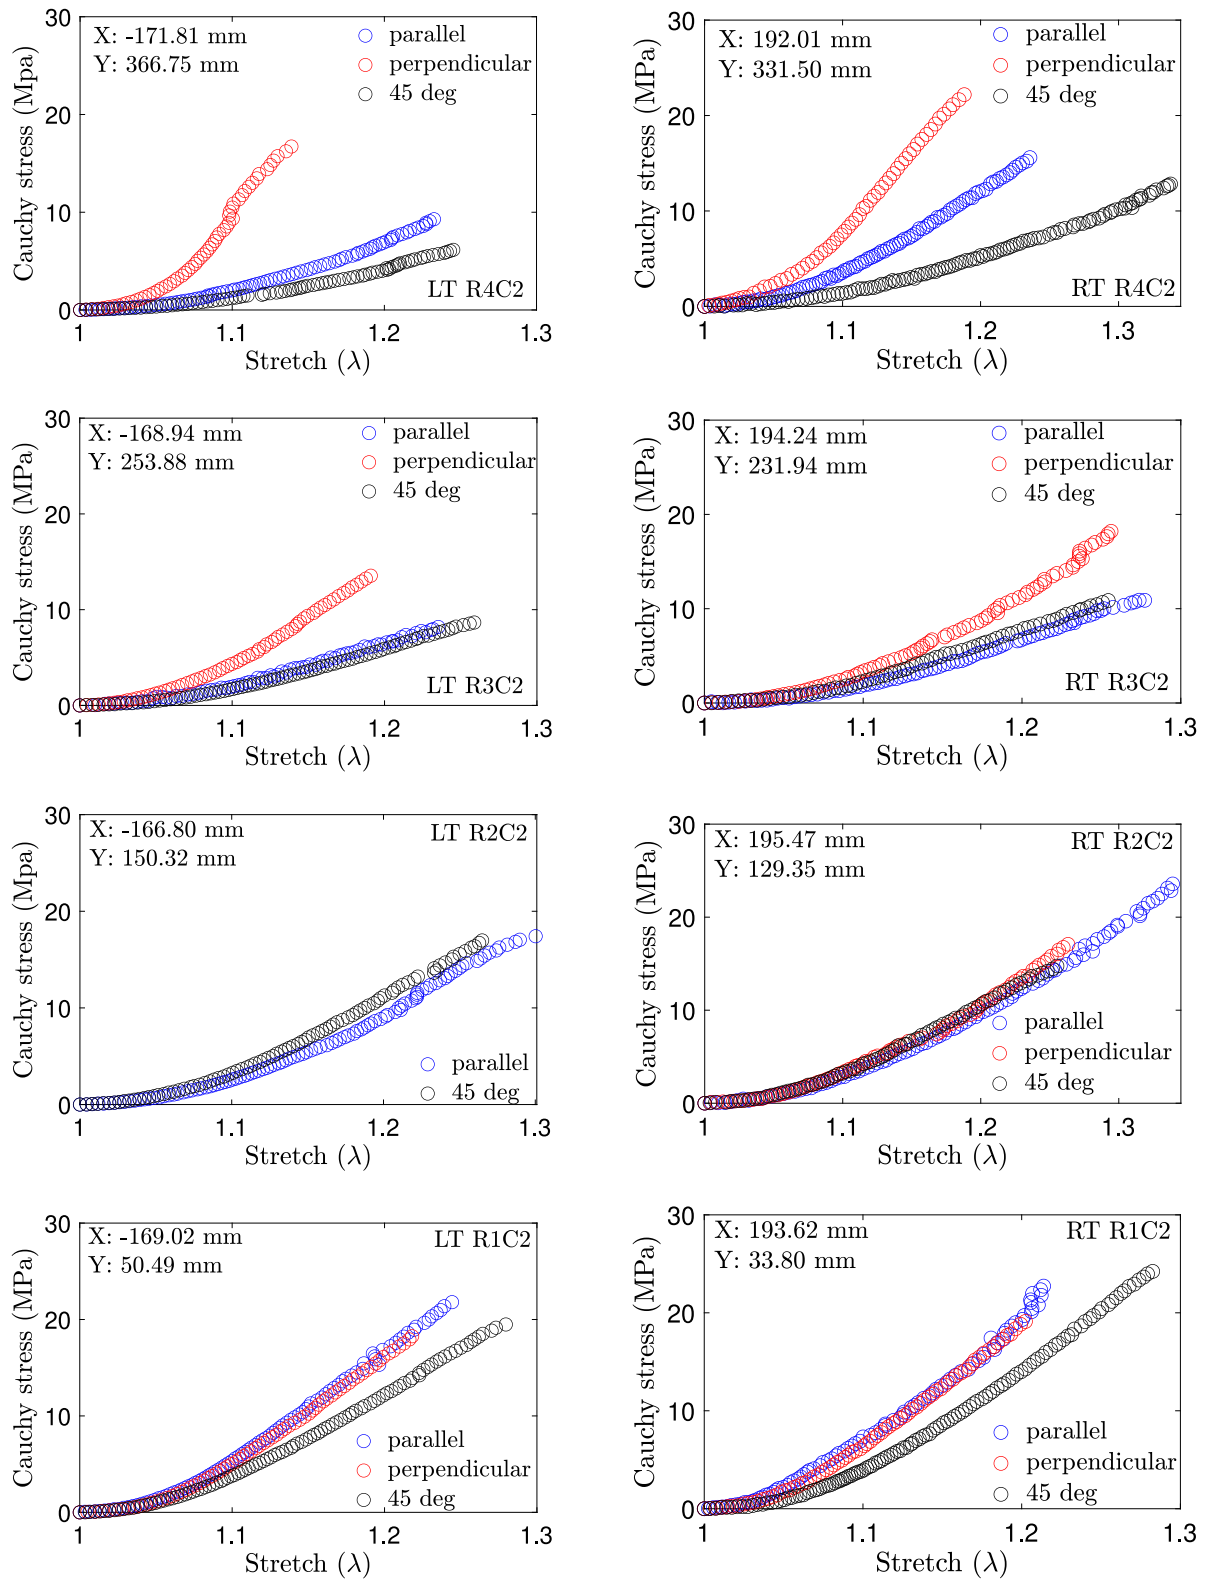 30
X: -171.81 mm
Y: 366.75 mm
parallel
perpendicular
45 deg
20
10
0
Cauchy stress (Mpa)
LT R4C2
1
1.1
1.2
1.3
Stretch (λ)
30
X: 192.01 mm
Y: 331.50 mm
parallel
perpendicular
45 deg
20
10
0
Cauchy stress (MPa)
RT R4C2
1
1.1
1.2
1.3
Stretch (λ)
30
X: -168.94 mm
Y: 253.88 mm
parallel
perpendicular
45 deg
20
10
0
Cauchy stress (MPa)
LT R3C2
1
1.1
1.2
1.3
Stretch (λ)
30
X: 194.24 mm
Y: 231.94 mm
parallel
perpendicular
45 deg
20
10
0
Cauchy stress (MPa)
RT R3C2
1
1.1
1.2
1.3
Stretch (λ)
30
X: -166.80 mm
Y: 150.32 mm
LT R2C2
20
10
0
Cauchy stress (Mpa)
parallel
45 deg
1
1.1
1.2
1.3
Stretch (λ)
30
X: 195.47 mm
Y: 129.35 mm
RT R2C2
20
10
0
Cauchy stress (MPa)
parallel
perpendicular
45 deg
1
1.1
1.2
1.3
Stretch (λ)
30
X: -169.02 mm
Y: 50.49 mm
LT R1C2
20
10
0
Cauchy stress (MPa)
parallel
perpendicular
45 deg
1
1.1
1.2
1.3
Stretch (λ)
30
X: 193.62 mm
Y: 33.80 mm
RT R1C2
20
10
0
Cauchy stress (MPa)
parallel
perpendicular
45 deg
1
1.1
1.2
1.3
Stretch (λ)